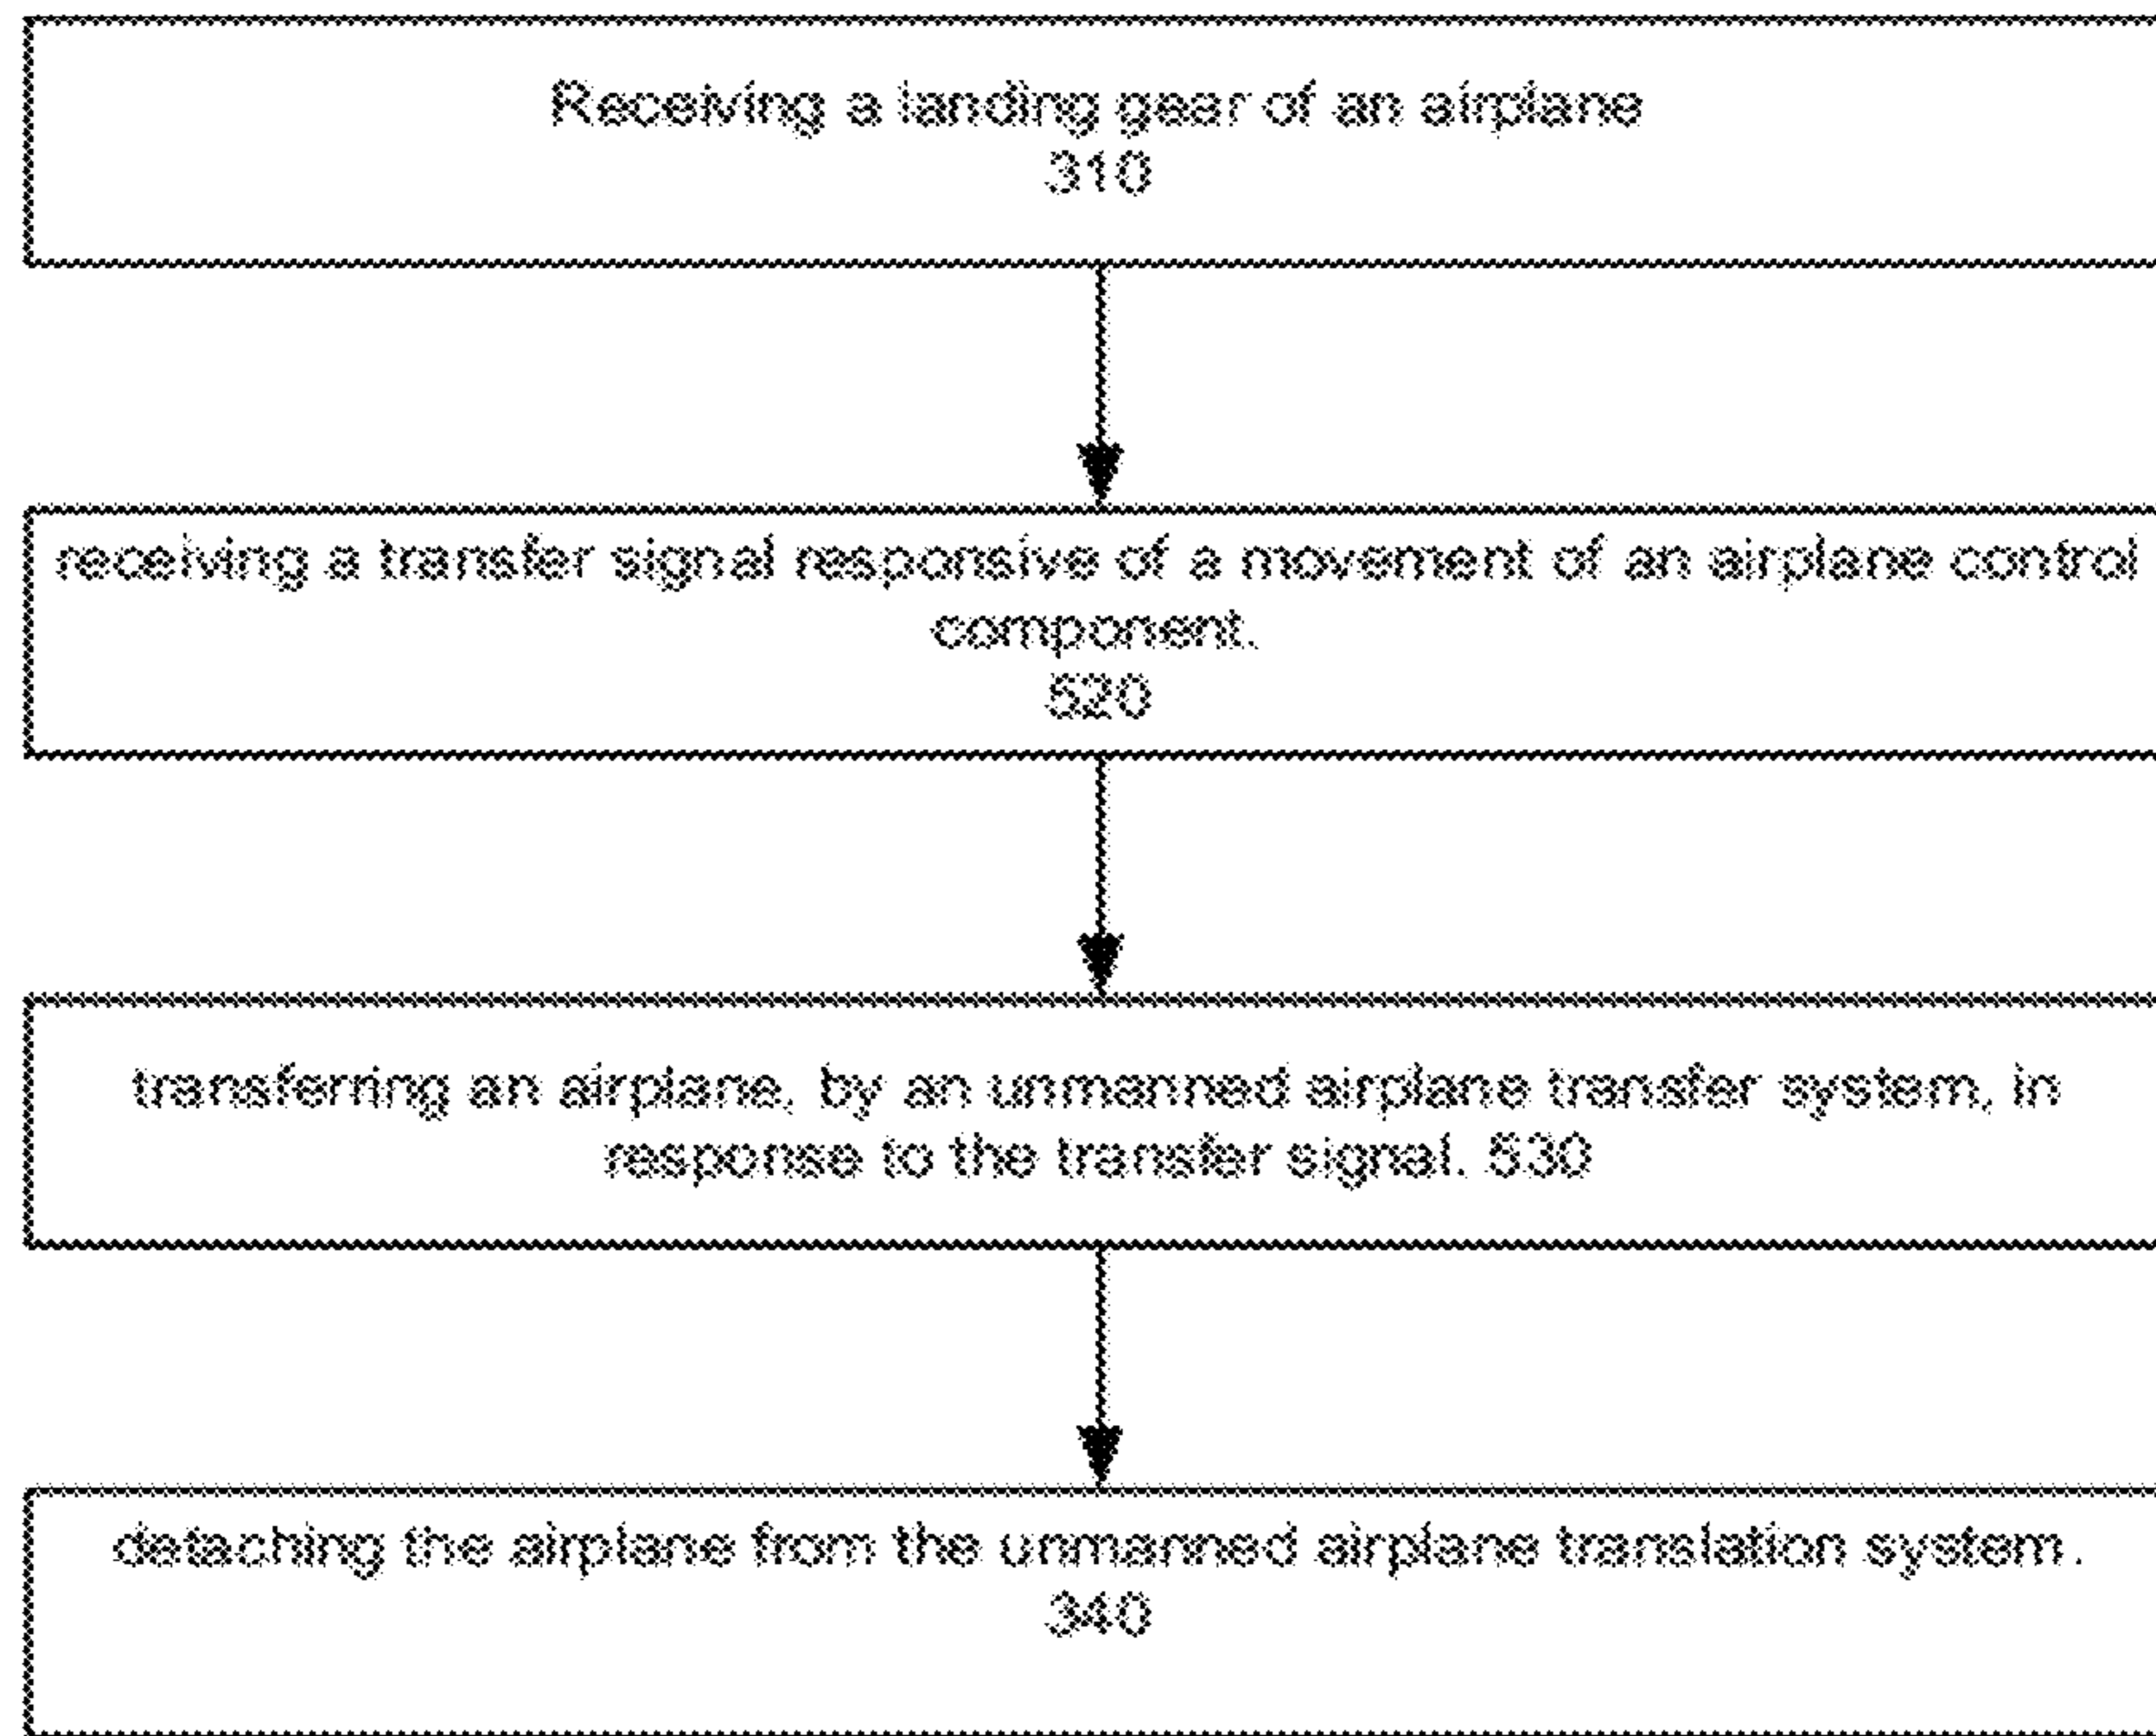 Receiving a landing gear of an airplane
310
receiving a transfer signal responsive of a movement of an airplane control
component.
520
transferring an airplane, by an unmanned airplane transfer system, in
response to the transfer signal. 530
detaching the airplane from the unmanned airplane translation system.
340